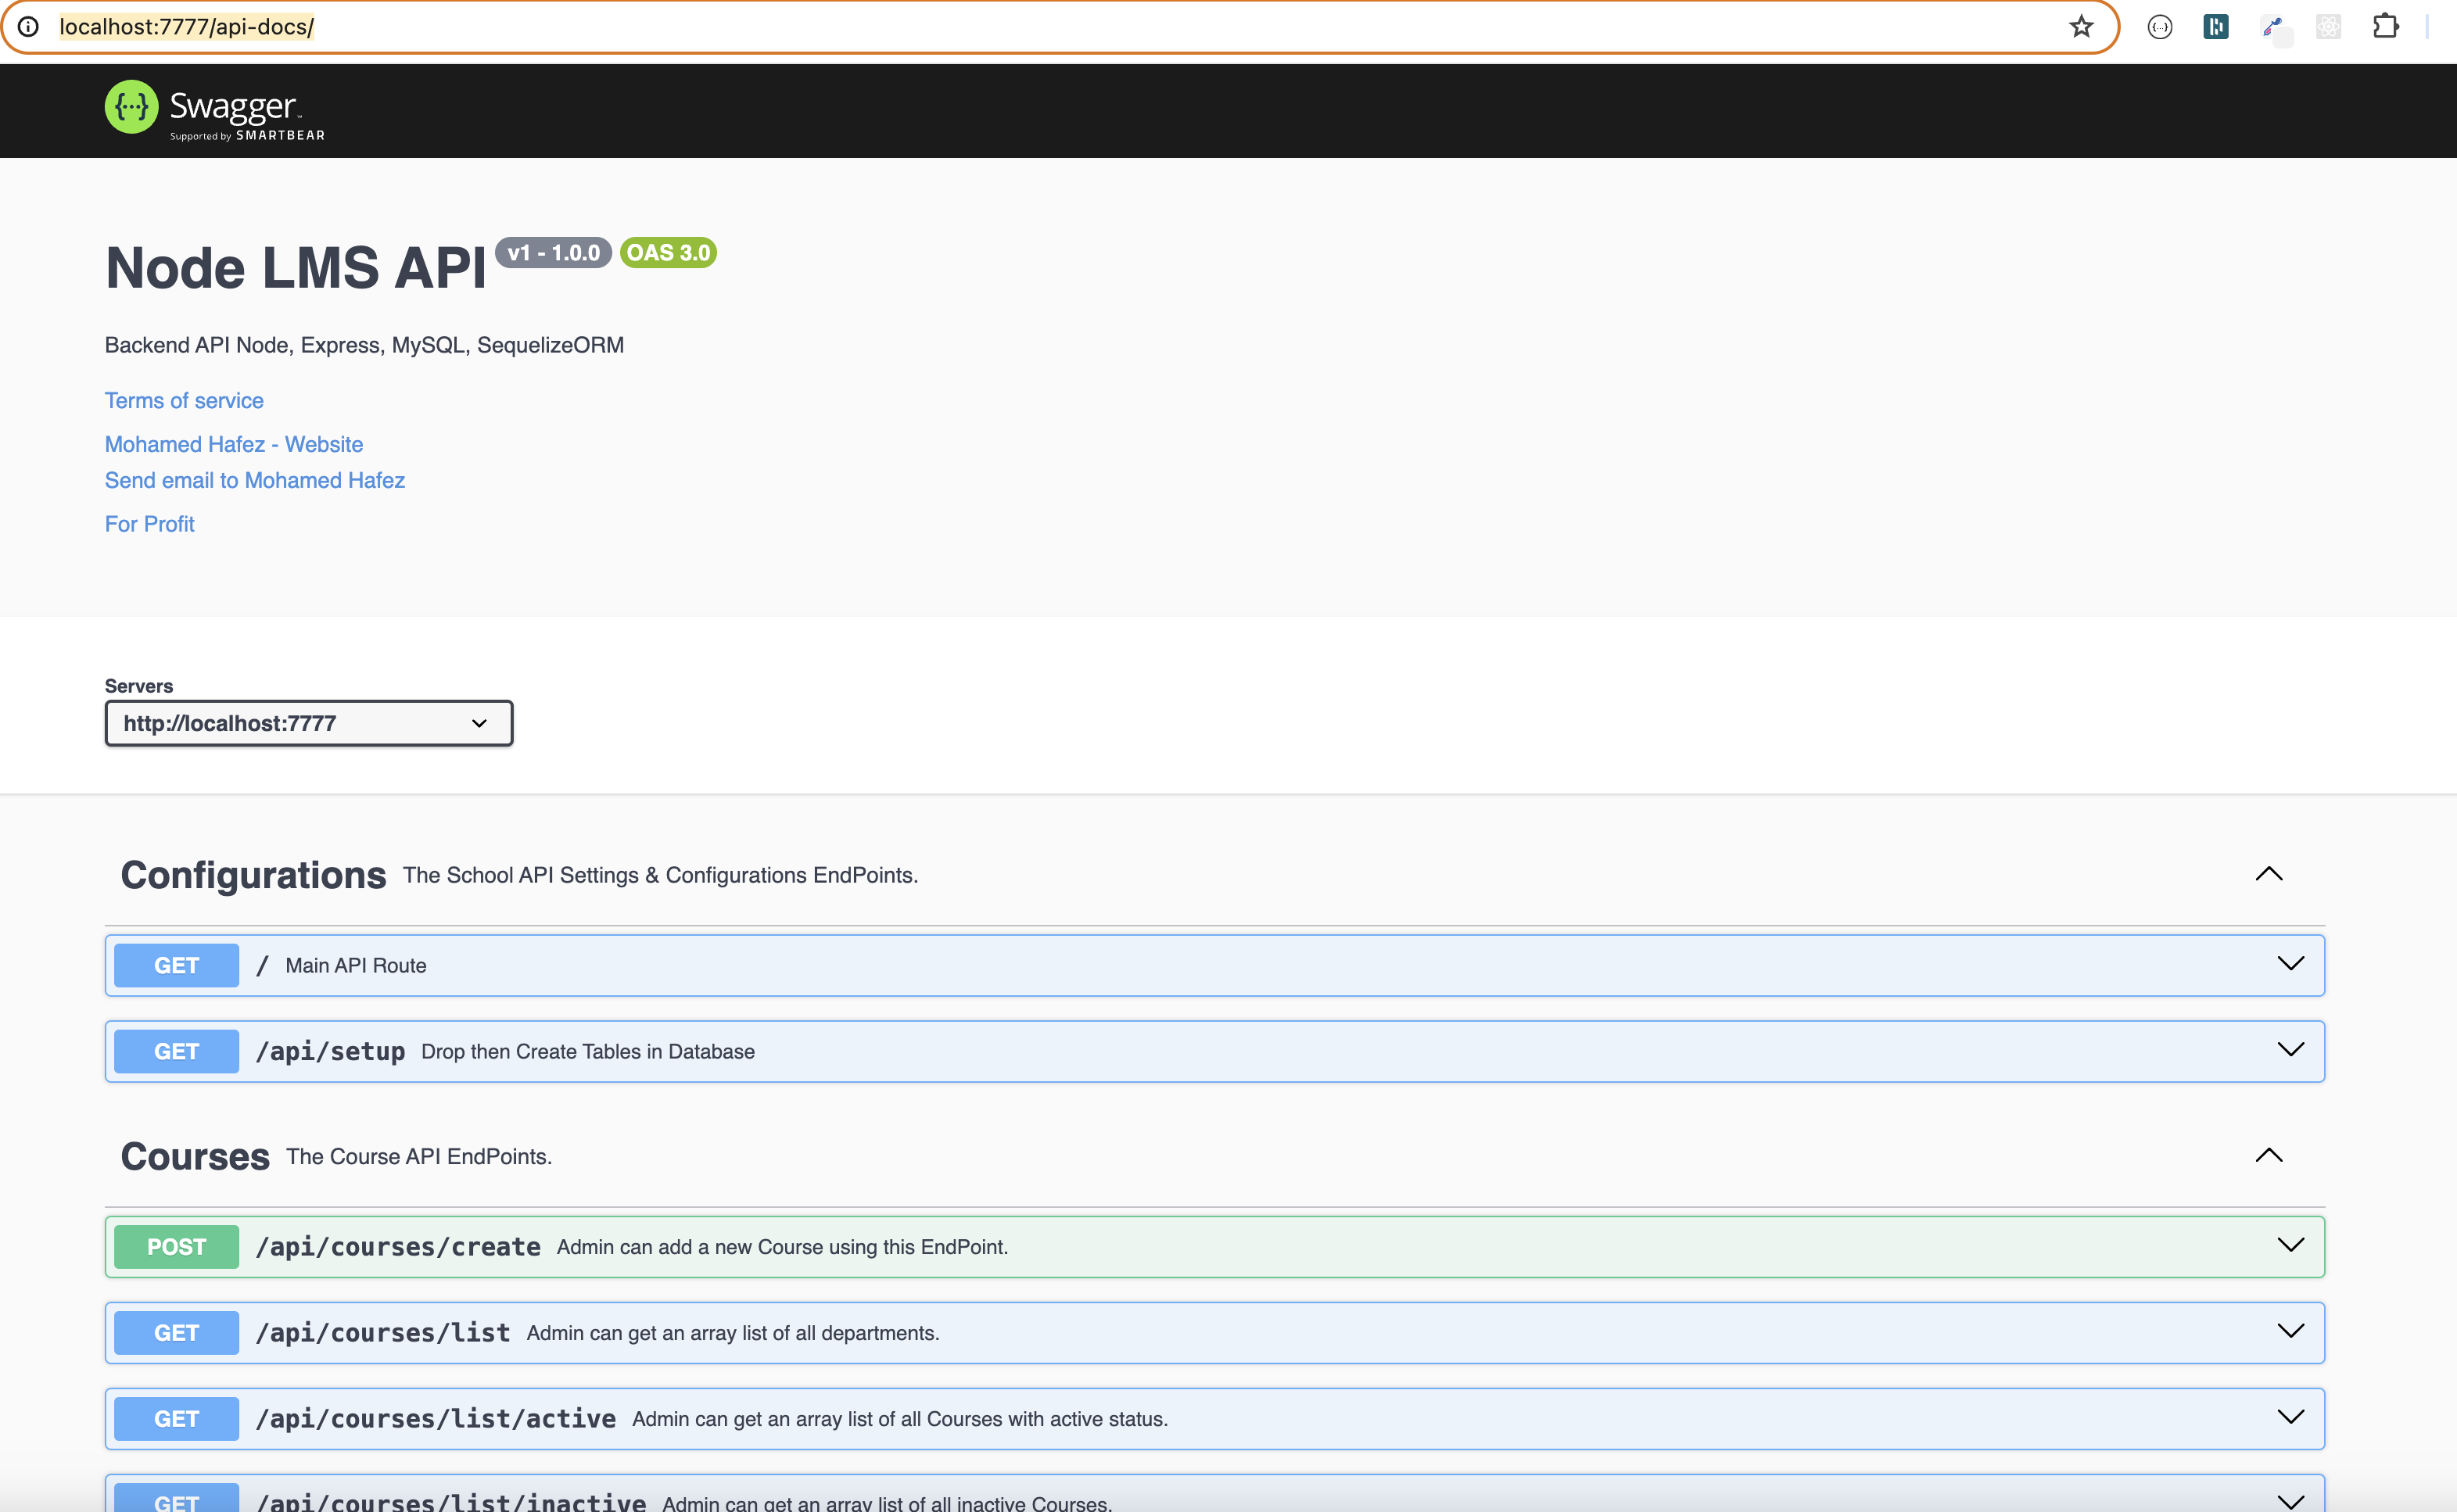 localhost:7777/api-docs/
Swagger™
Supported by SMARTBEAR
Node LMS API v1 - 1.0.0 OAS 3.0
Backend API Node, Express, MySQL, SequelizeORM
Terms of service
Mohamed Hafez - Website
Send email to Mohamed Hafez
For Profit
Servers
http://localhost:7777
Configurations The School API Settings & Configurations EndPoints.
GET / Main API Route
GET /api/setup Drop then Create Tables in Database
Courses The Course API EndPoints.
POST /api/courses/create Admin can add a new Course using this EndPoint.
GET /api/courses/list Admin can get an array list of all departments.
GET /api/courses/list/active Admin can get an array list of all Courses with active status.
GET /api/courses/list/inactive Admin can get an array list of all inactive Courses.